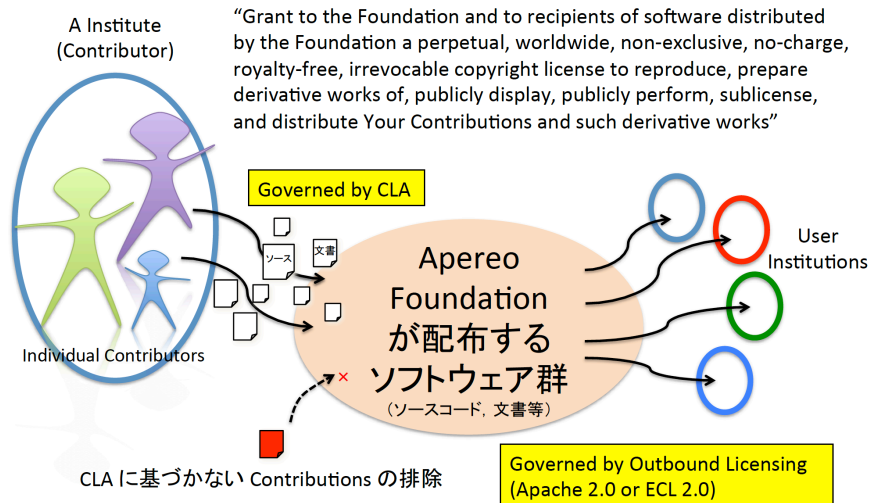 A Institute
(Contributor)
“Grant to the Foundation and to recipients of software distributed
by the Foundation a perpetual, worldwide, non-exclusive, no-charge,
royalty-free, irrevocable copyright license to reproduce, prepare
derivative works of, publicly display, publicly perform, sublicense,
and distribute Your Contributions and such derivative works”
Governed by CLA
ソース
文書
Individual Contributors
Apereo
Foundation
が配布する
ソフトウェア群
(ソースコード, 文書等)
User
Institutions
×
CLA に基づかない Contributions の排除
Governed by Outbound Licensing
(Apache 2.0 or ECL 2.0)